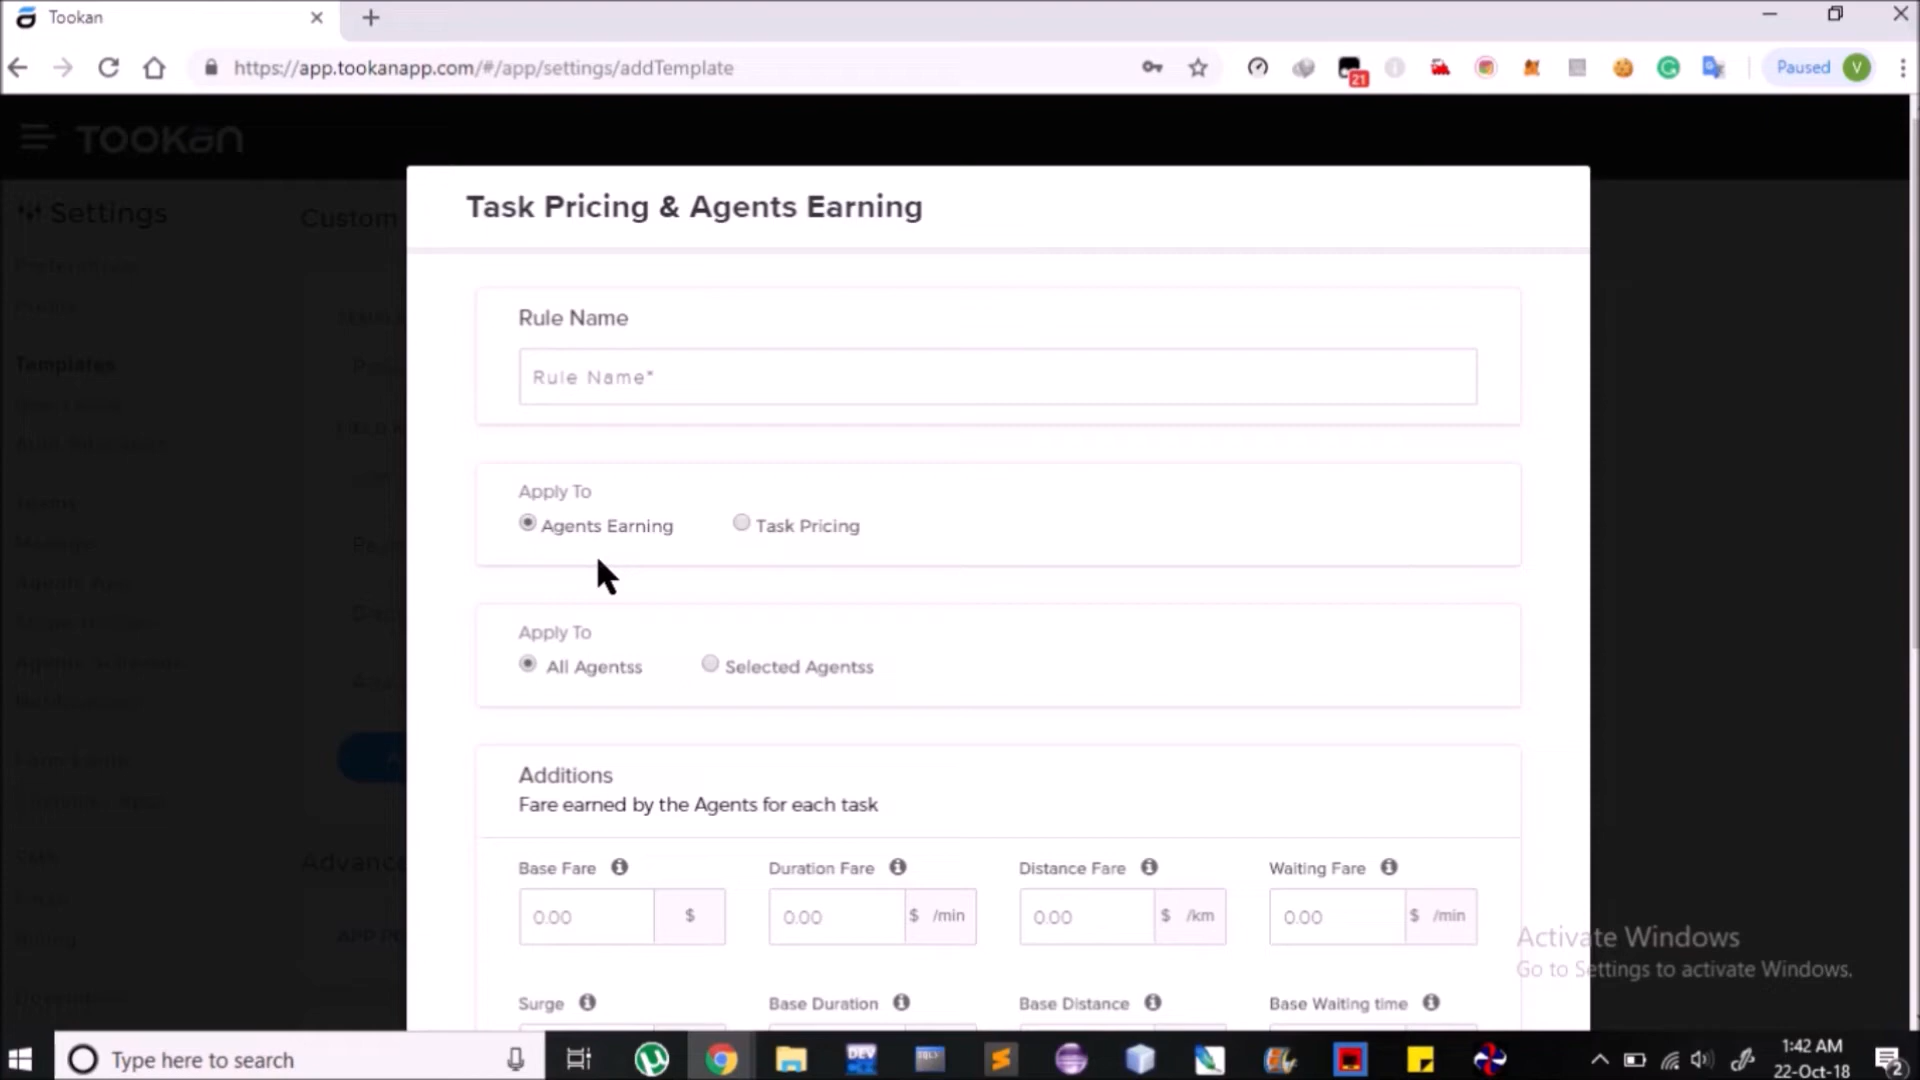 Tookan
https://app.tookanapp.com/#/app/settings/addTemplate
21
Paused
V
TOOKAN
Settings
Custom
Templates
Task Pricing & Agents Earning
Rule Name
Rule Name*
Apply To
Agents Earning
Task Pricing
Apply To
All Agentss
Selected Agentss
Additions
Fare earned by the Agents for each task
Base Fare
Duration Fare
Distance Fare
Waiting Fare
0.00 $
0.00 $ /min
0.00 $ /km
0.00 $ /min
Surge
Base Duration
Base Distance
Base Waiting time
Advance
Activate Windows
Go to Settings to activate Windows.
Type here to search
DEV
SQL
1:42 AM
22-Oct-18
2